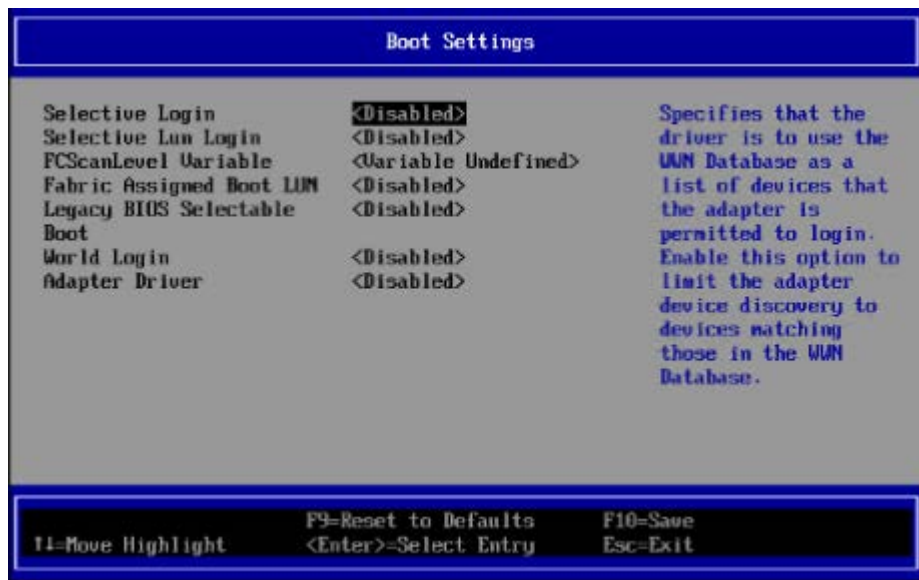 Boot Settings
Selective Login <Disabled>
Selective Lun Login <Disabled>
FCScanLevel Variable <Variable Undefined>
Fabric Assigned Boot LUN <Disabled>
Legacy BIOS Selectable Boot <Disabled>
World Login <Disabled>
Adapter Driver <Disabled>
Specifies that the
driver is to use the
WWN Database as a
list of devices that
the adapter is
permitted to login.
Enable this option to
limit the adapter
device discovery to
devices matching
those in the WWN
Database.
F9=Reset to Defaults F10=Save
↑↓=Move Highlight <Enter>=Select Entry Esc=Exit